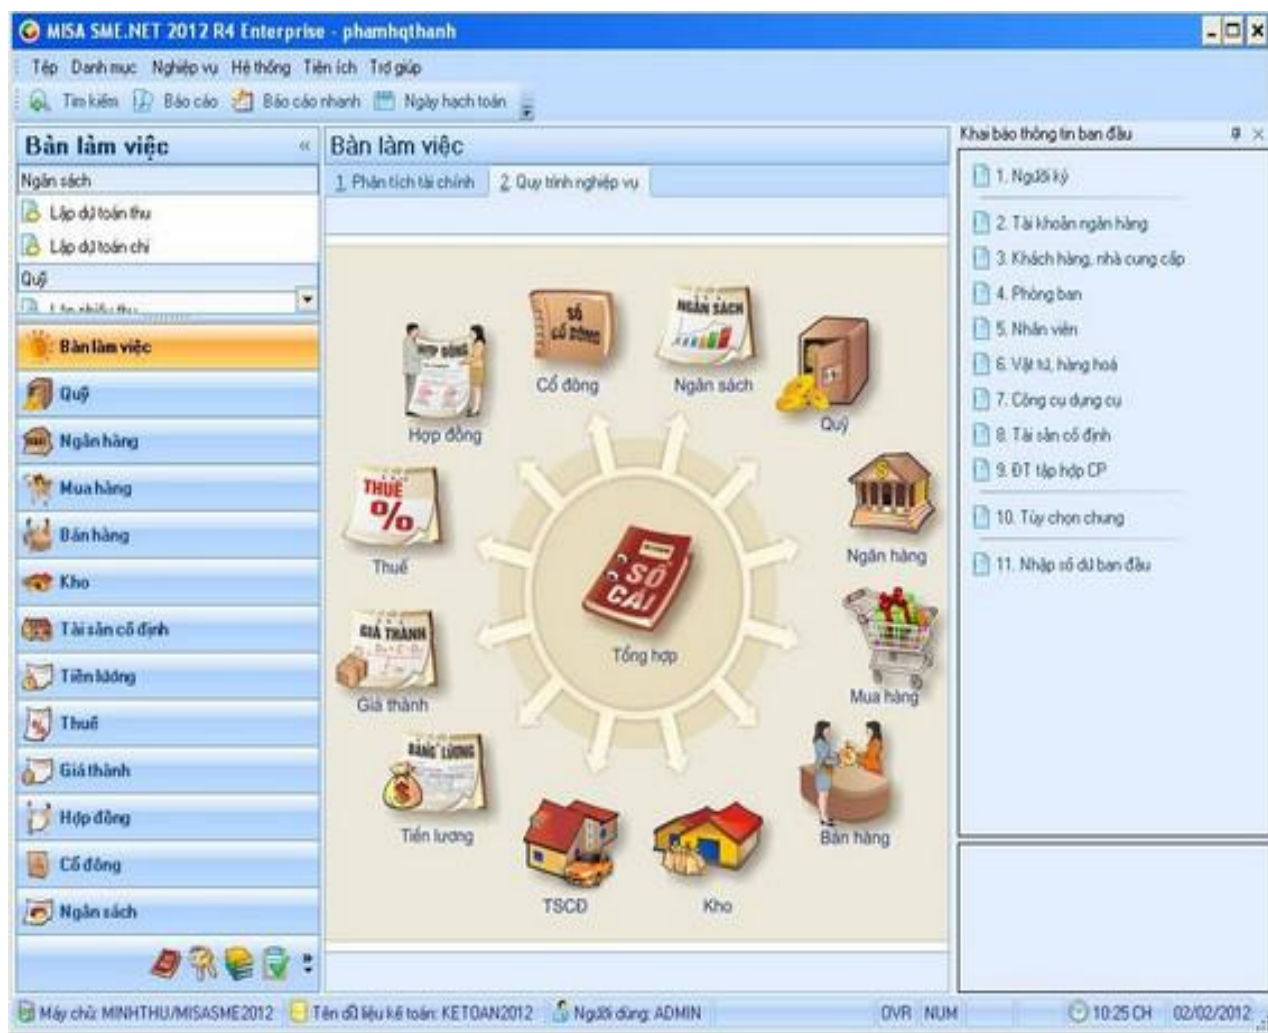 MISA SME.NET 2012 R4 Enterprise - phamhqthanh
Tệp Danh mục Nghiệp vụ Hệ thống Tiện ích Trợ giúp
Tìm kiếm Báo cáo Báo cáo nhanh Ngày hạch toán
Bàn làm việc «
Ngân sách
Lập dự toán thu
Lập dự toán chi
Quỹ
Bàn làm việc
Quỹ
Ngân hàng
Mua hàng
Bán hàng
Kho
Tài sản cố định
Tiền lương
Thuế
Giá thành
Hợp đồng
Cổ đông
Ngân sách
Bàn làm việc
1. Phân tích tài chính 2. Quy trình nghiệp vụ
HỢP ĐỒNG
Hợp đồng
SỔ
CỔ ĐÔNG
Cổ đông
NGÂN SÁCH
Ngân sách
Quỹ
THUẾ
%
Thuế
Ngân hàng
SỔ
CÁI
Tổng hợp
GIÁ THÀNH
Giá thành
Mua hàng
BẢNG LƯƠNG
Tiền lương
TSCĐ
Kho
Bán hàng
Khai báo thông tin ban đầu
1. Người ký
2. Tài khoản ngân hàng
3. Khách hàng, nhà cung cấp
4. Phòng ban
5. Nhân viên
6. Vật tư, hàng hoá
7. Công cụ dụng cụ
8. Tài sản cố định
9. ĐT tập hợp CP
10. Tùy chọn chung
11. Nhập số dư ban đầu
Máy chủ: MINHTHU/MISASME2012 Tên dữ liệu kế toán: KETOAN2012 Người dùng: ADMIN OVR NUM 10:25 CH 02/02/2012